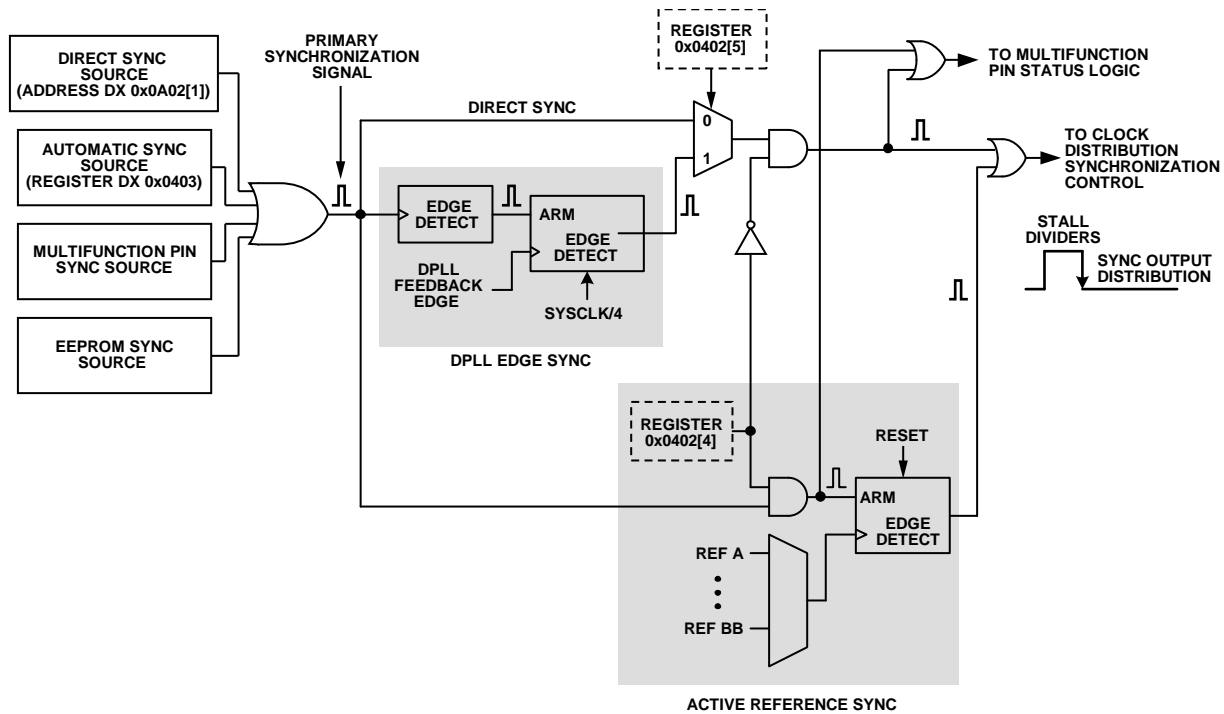 DIRECT SYNC
SOURCE
(ADDRESS DX 0x0A02[1])
AUTOMATIC SYNC
SOURCE
(REGISTER DX 0x0403)
MULTIFUNCTION PIN
SYNC SOURCE
EEPROM SYNC
SOURCE
PRIMARY
SYNCHRONIZATION
SIGNAL
DIRECT SYNC
REGISTER
0x0402[5]
0
1
EDGE
DETECT
ARM
EDGE
DETECT
DPLL
FEEDBACK
EDGE
SYSCLK/4
DPLL EDGE SYNC
TO MULTIFUNCTION
PIN STATUS LOGIC
TO CLOCK
DISTRIBUTION
SYNCHRONIZATION
CONTROL
STALL
DIVIDERS
SYNC OUTPUT
DISTRIBUTION
REGISTER
0x0402[4]
RESET
ARM
EDGE
DETECT
REF A
REF BB
ACTIVE REFERENCE SYNC